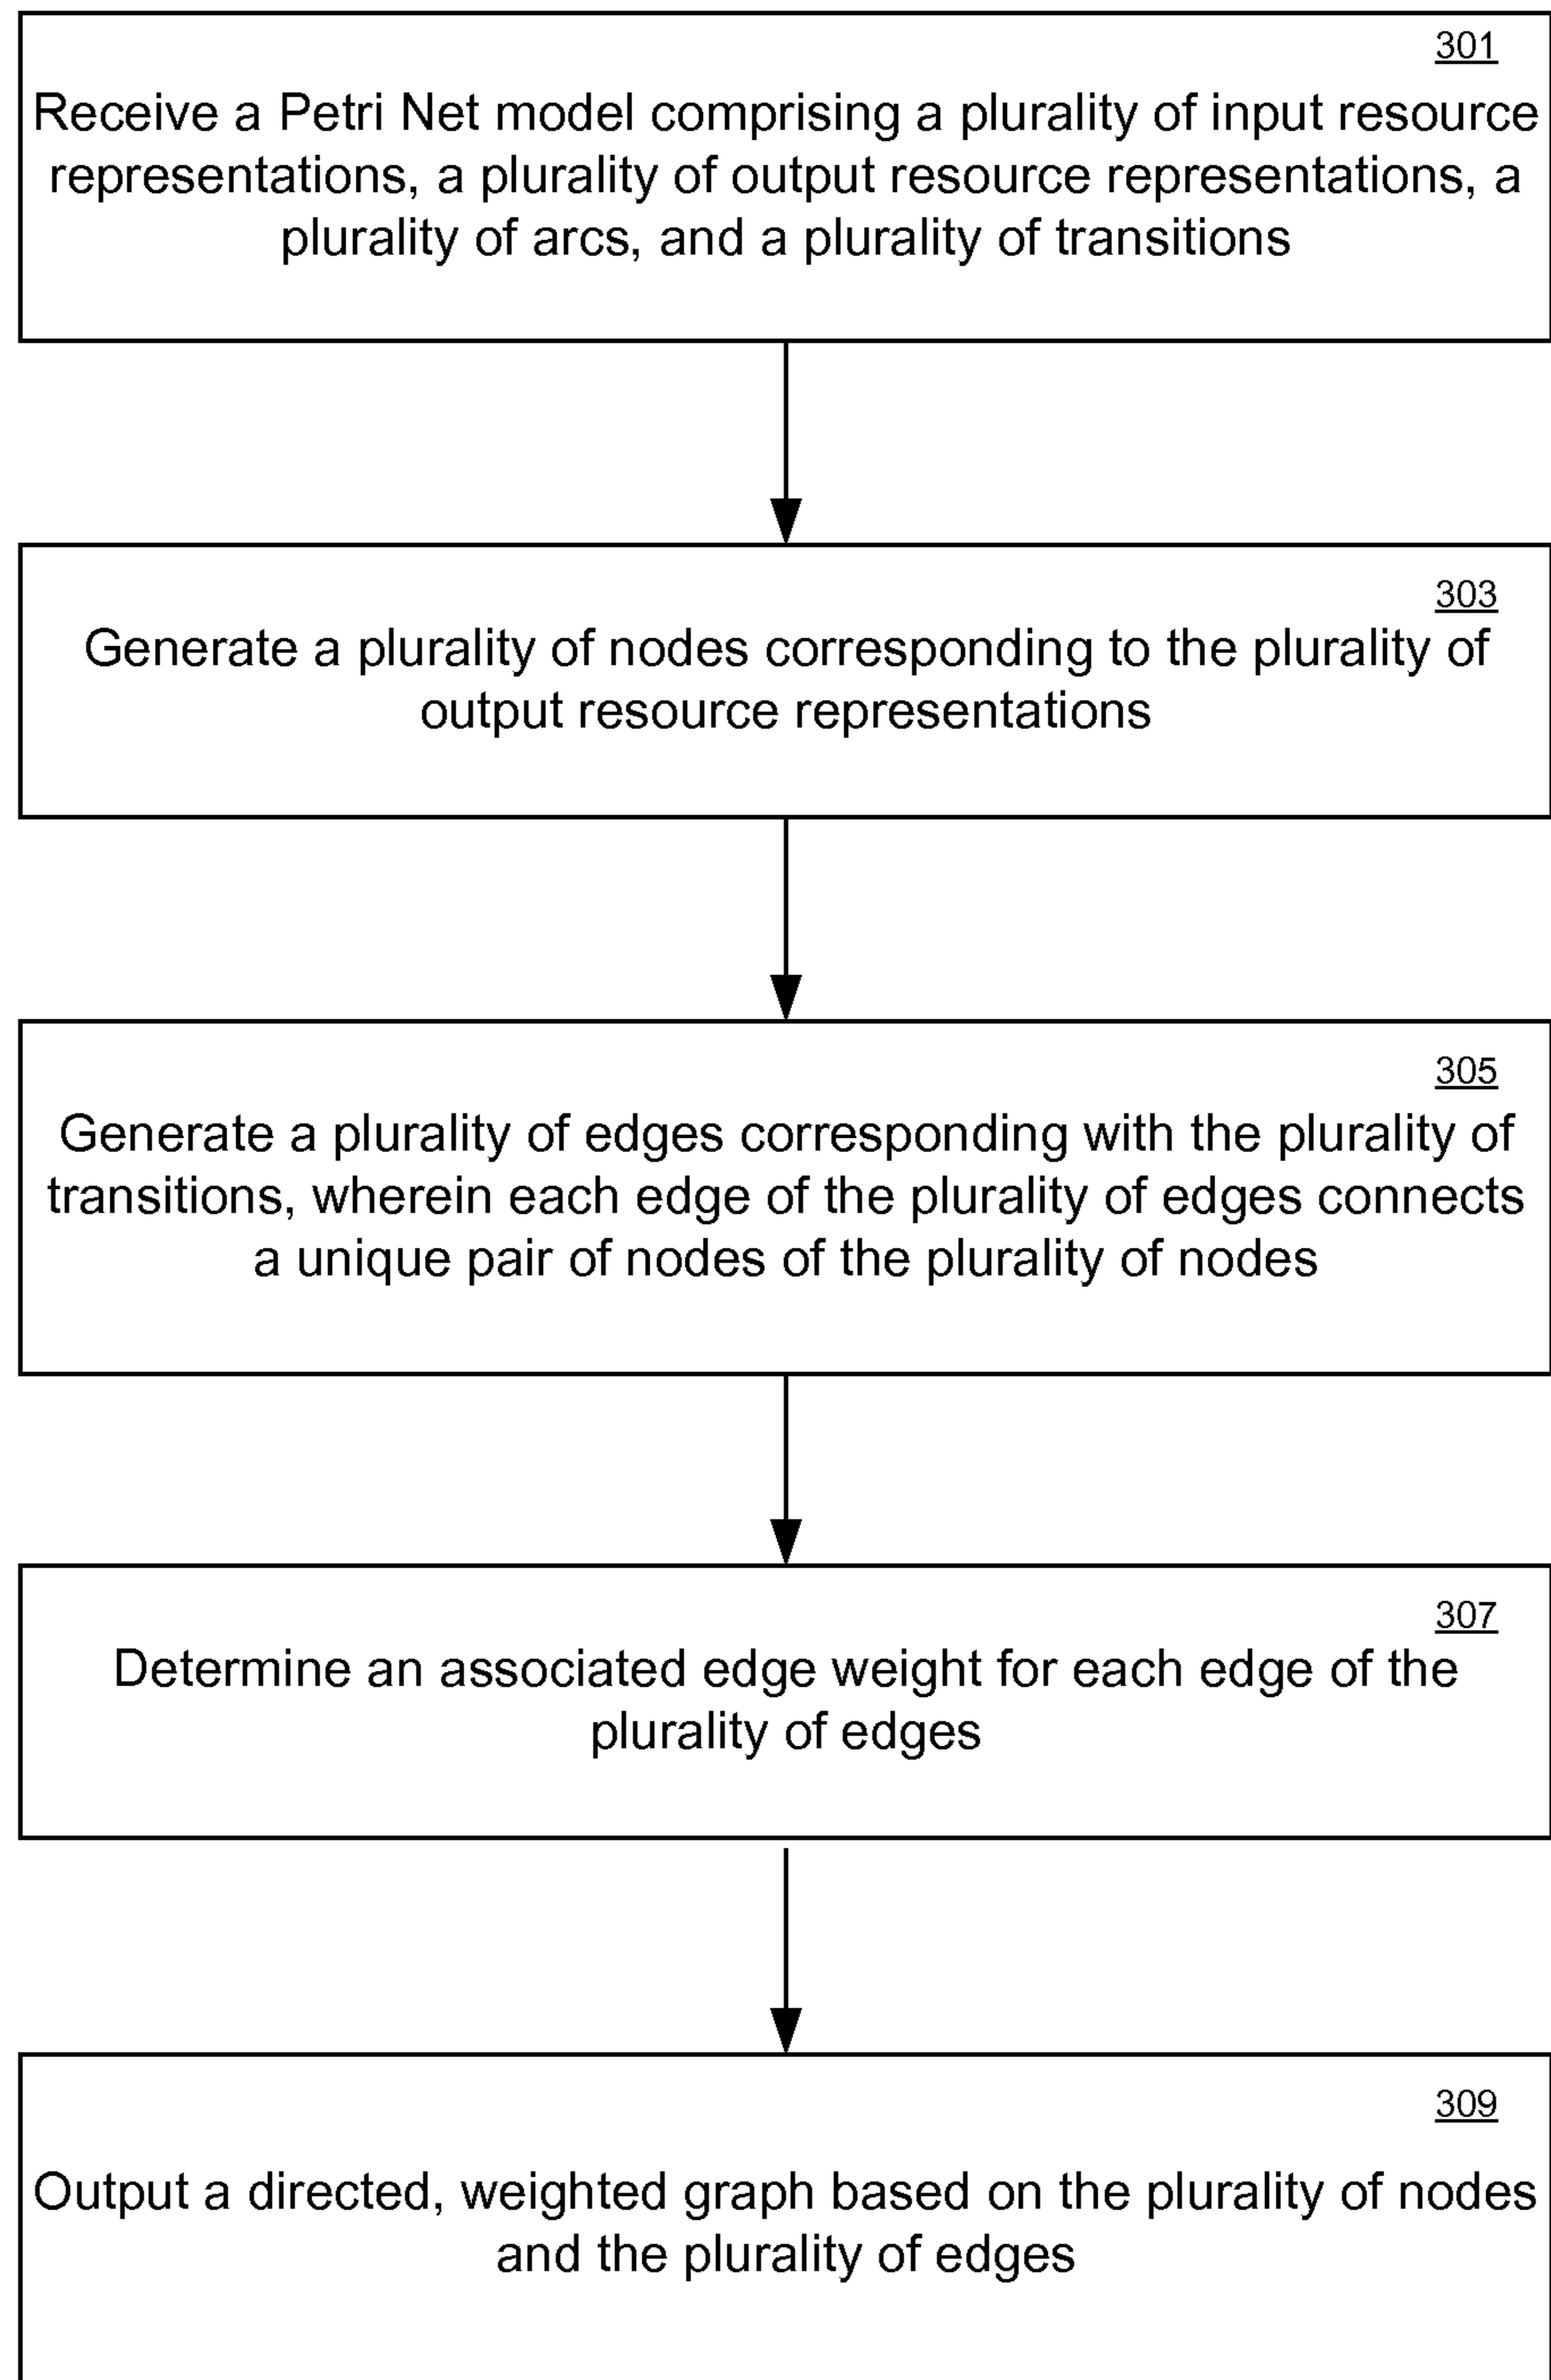 301
Receive a Petri Net model comprising a plurality of input resource
representations, a plurality of output resource representations, a
plurality of arcs, and a plurality of transitions
303
Generate a plurality of nodes corresponding to the plurality of
output resource representations
305
Generate a plurality of edges corresponding with the plurality of
transitions, wherein each edge of the plurality of edges connects
a unique pair of nodes of the plurality of nodes
307
Determine an associated edge weight for each edge of the
plurality of edges
309
Output a directed, weighted graph based on the plurality of nodes
and the plurality of edges